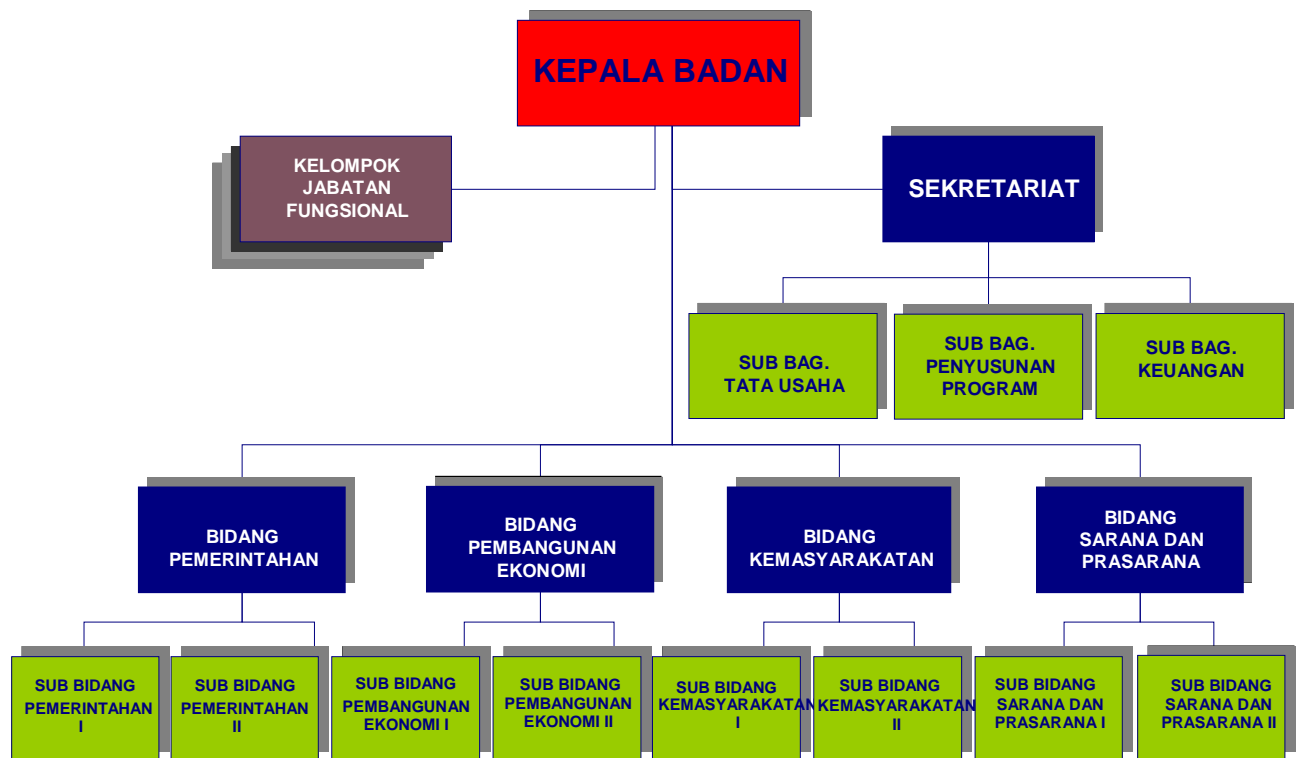 KEPALA BADAN
KELOMPOK
JABATAN
FUNGSIONAL
SEKRETARIAT
SUB BAG.
TATA USAHA
SUB BAG.
PENYUSUNAN
PROGRAM
SUB BAG.
KEUANGAN
BIDANG
PEMERINTAHAN
BIDANG
PEMBANGUNAN
EKONOMI
BIDANG
KEMASYARAKATAN
BIDANG
SARANA DAN
PRASARANA
SUB BIDANG
PEMERINTAHAN
I
SUB BIDANG
PEMERINTAHAN
II
SUB BIDANG
PEMBANGUNAN
EKONOMI I
SUB BIDANG
PEMBANGUNAN
EKONOMI II
SUB BIDANG
KEMASYARAKATAN
I
SUB BIDANG
KEMASYARAKATAN
II
SUB BIDANG
SARANA DAN
PRASARANA I
SUB BIDANG
SARANA DAN
PRASARANA II